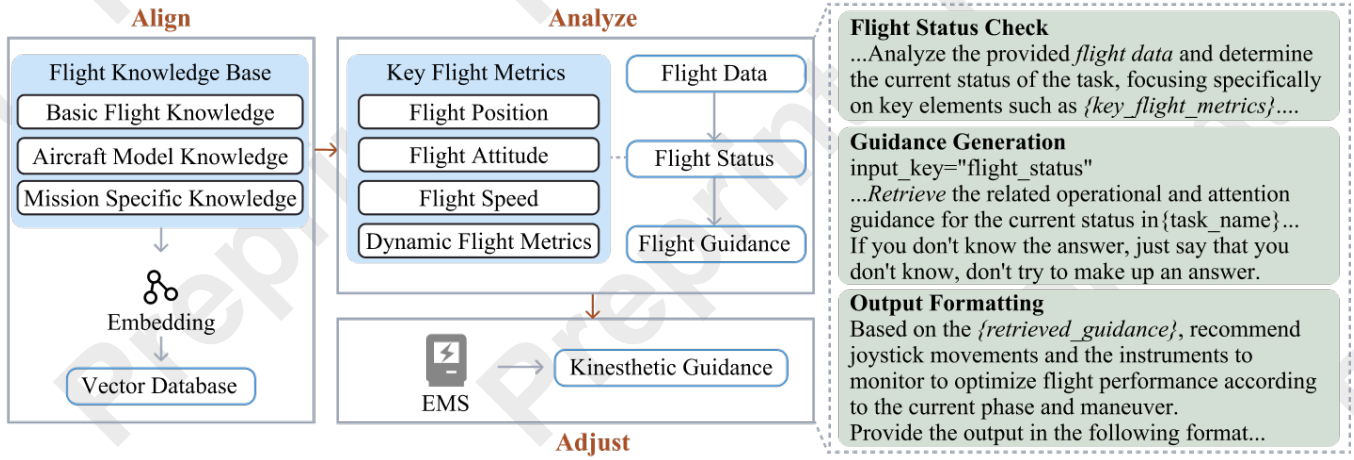 Align
Flight Knowledge Base
Basic Flight Knowledge
Aircraft Model Knowledge
Mission Specific Knowledge
Embedding
Vector Database
Analyze
Key Flight Metrics
Flight Position
Flight Attitude
Flight Speed
Dynamic Flight Metrics
Flight Data
Flight Status
Flight Guidance
EMS
Kinesthetic Guidance
Adjust
Flight Status Check
...Analyze the provided flight data and determine
the current status of the task, focusing specifically
on key elements such as {key_flight_metrics}....
Guidance Generation
input_key="flight_status"
...Retrieve the related operational and attention
guidance for the current status in{task_name}...
If you don't know the answer, just say that you
don't know, don't try to make up an answer.
Output Formatting
Based on the {retrieved_guidance}, recommend
joystick movements and the instruments to
monitor to optimize flight performance according
to the current phase and maneuver.
Provide the output in the following format...
Preprint
Preprint